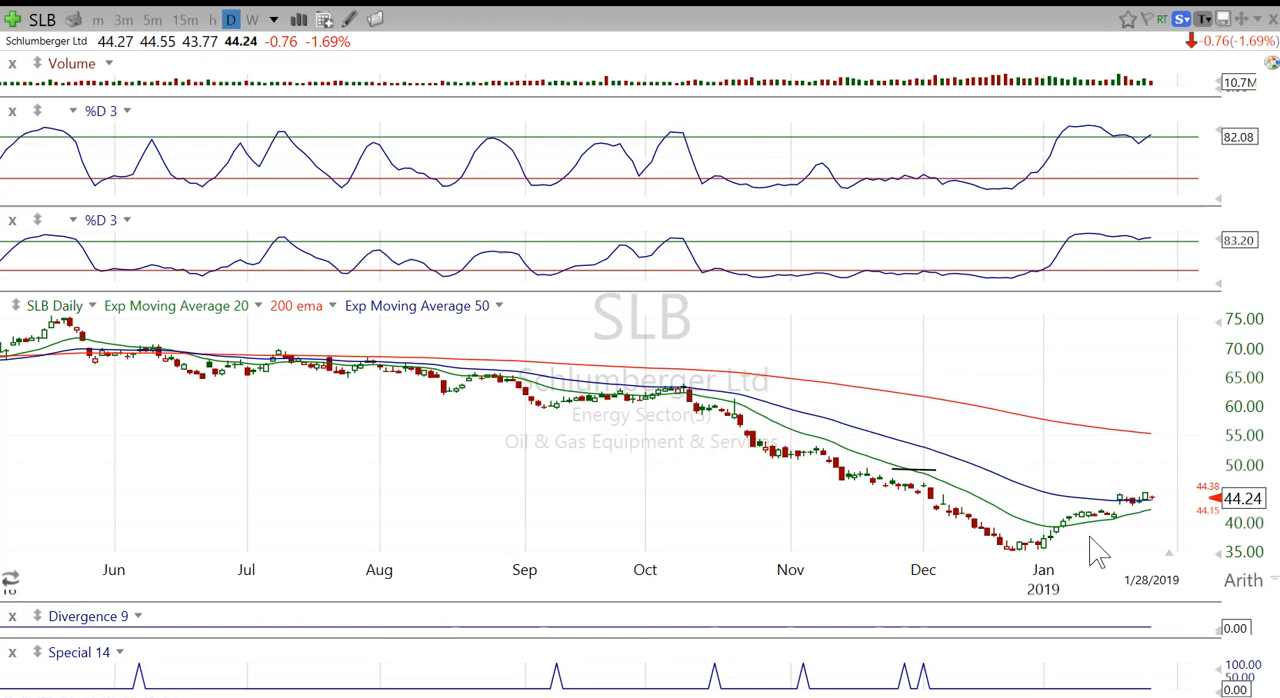 SLB m 3m 5m 15m h D W RT S T
Schlumberger Ltd 44.27 44.55 43.77 44.24 -0.76 -1.69% -0.76(-1.69%)
x Volume 10.7M
x %D 3
82.08
x %D 3
83.20
SLB Daily Exp Moving Average 20 200 ema Exp Moving Average 50
SLB
Schlumberger Ltd
Energy Sector(S)
Oil & Gas Equipment & Services
75.00
70.00
65.00
60.00
55.00
50.00
44.38
44.24
44.15
40.00
35.00
Jun Jul Aug Sep Oct Nov Dec Jan
2019 1/28/2019 Arith
x Divergence 9
0.00
x Special 14
100.00
50.00
0.00